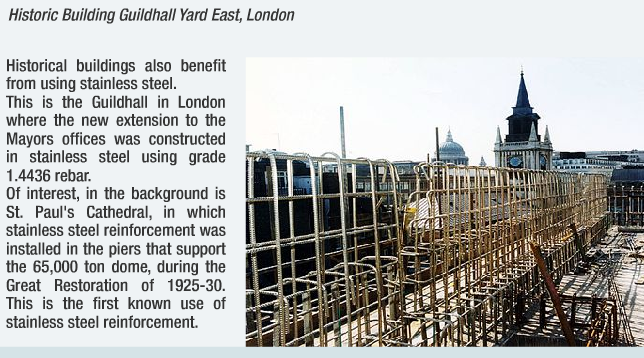 Historic Building Guildhall Yard East, London
Historical buildings also benefit
from using stainless steel.
This is the Guildhall in London
where the new extension to the
Mayors offices was constructed
in stainless steel using grade
1.4436 rebar.
Of interest, in the background is
St. Paul's Cathedral, in which
stainless steel reinforcement was
installed in the piers that support
the 65,000 ton dome, during the
Great Restoration of 1925-30.
This is the first known use of
stainless steel reinforcement.